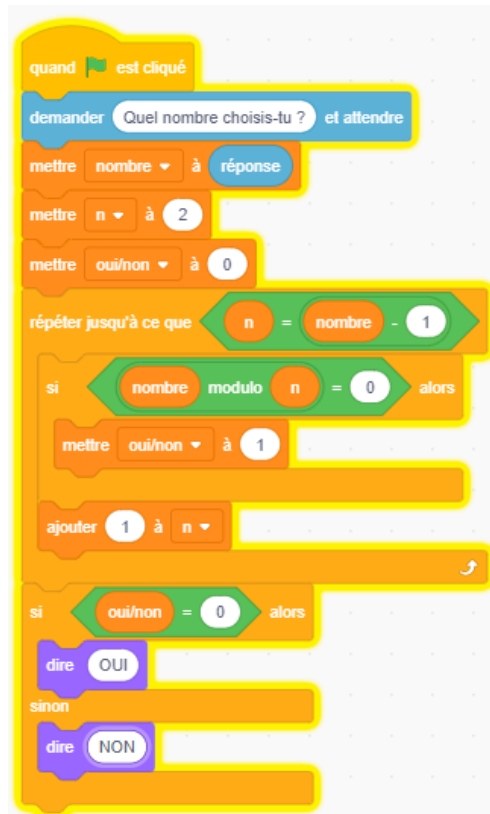 quand est cliqué
demander Quel nombre choisis-tu ? et attendre
mettre nombre à réponse
mettre n à 2
mettre oui/non à 0
répéter jusqu'à ce que n = nombre - 1
si nombre modulo n = 0 alors
mettre oui/non à 1
ajouter 1 à n
si oui/non = 0 alors
dire OUI
sinon
dire NON